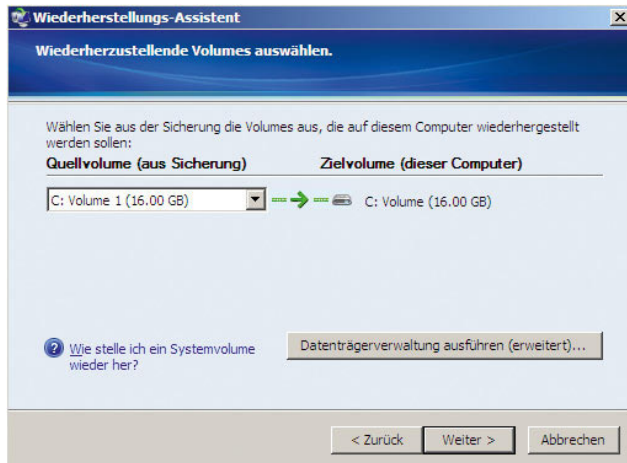 Wiederherstellungs-Assistent
Wiederherzustellende Volumes auswählen.
Wählen Sie aus der Sicherung die Volumes aus, die auf diesem Computer wiederhergestellt
werden sollen:
Quellvolume (aus Sicherung) Zielvolume (dieser Computer)
C: Volume 1 (16.00 GB) C: Volume (16.00 GB)
Wie stelle ich ein Systemvolume
wieder her?
Datenträgerverwaltung ausführen (erweitert)...
< Zurück Weiter > Abbrechen